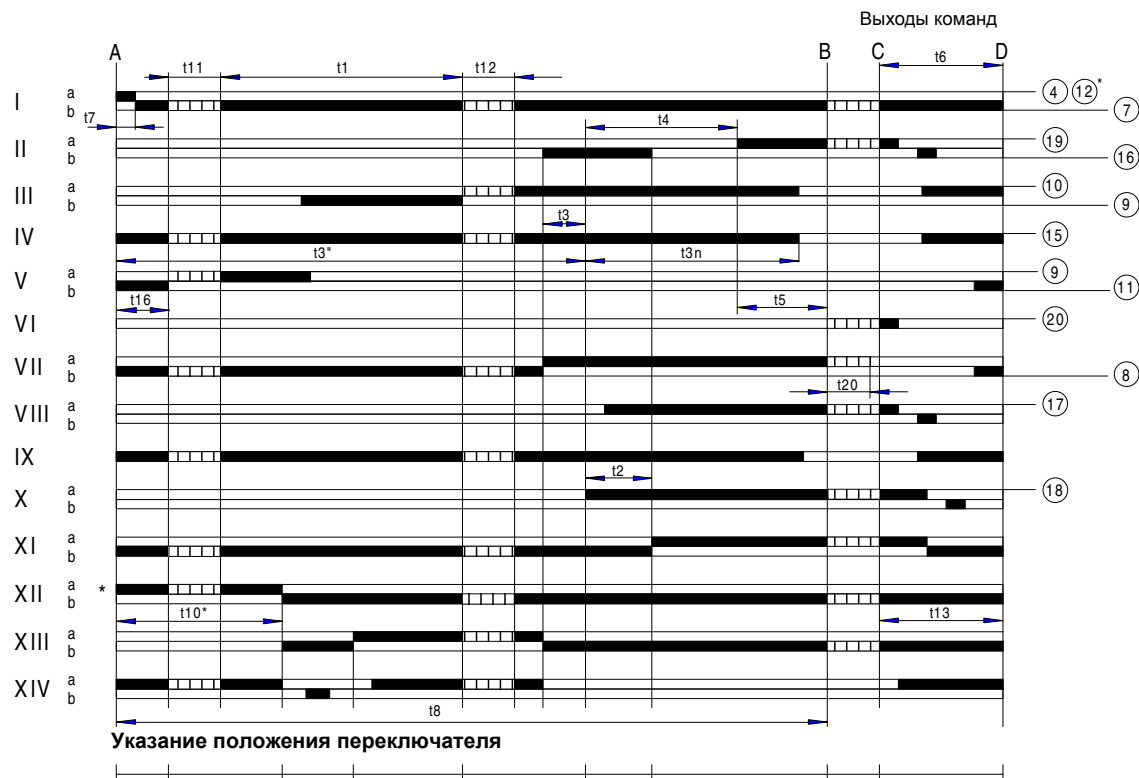 Выходы команд
A B C D
t11 t1 t12 t6
I a b 4 12* 7
t7 t4
II a b 19 16
III a b 10 9
t3
IV 15
t3" t3n
V a b 9 11
t16 t5
VI 20
VII a b 8
t20
VIII a b 17
IX
t2
X a b 18
XI a b
XII a b *
t10* t13
XIII a b
XIV a b
t8
Указание положения переключателя